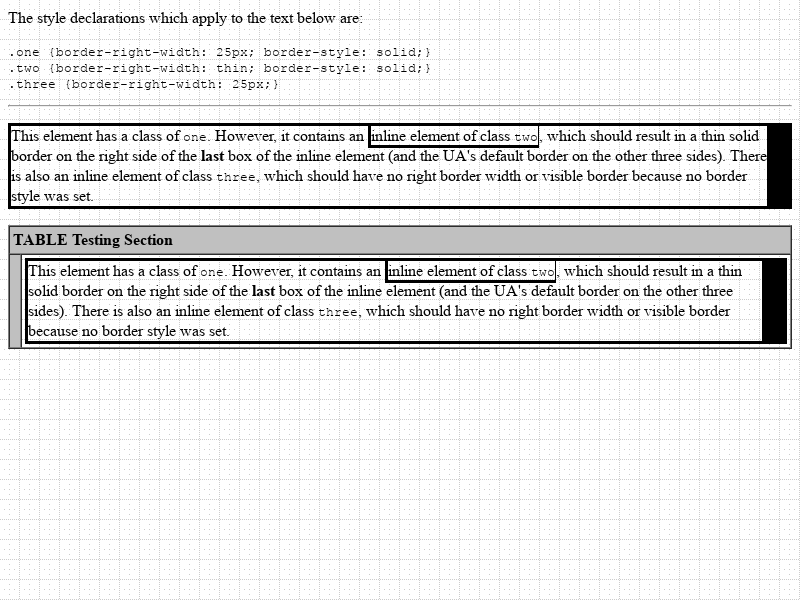 The style declarations which apply to the text below are:
.one {border-right-width: 25px; border-style: solid;}
.two {border-right-width: thin; border-style: solid;}
.three {border-right-width: 25px;}
This element has a class of one. However, it contains an inline element of class two, which should result in a thin solid
border on the right side of the last box of the inline element (and the UA's default border on the other three sides). There
is also an inline element of class three, which should have no right border width or visible border because no border
style was set.
TABLE Testing Section
This element has a class of one. However, it contains an inline element of class two, which should result in a thin
solid border on the right side of the last box of the inline element (and the UA's default border on the other three
sides). There is also an inline element of class three, which should have no right border width or visible border
because no border style was set.